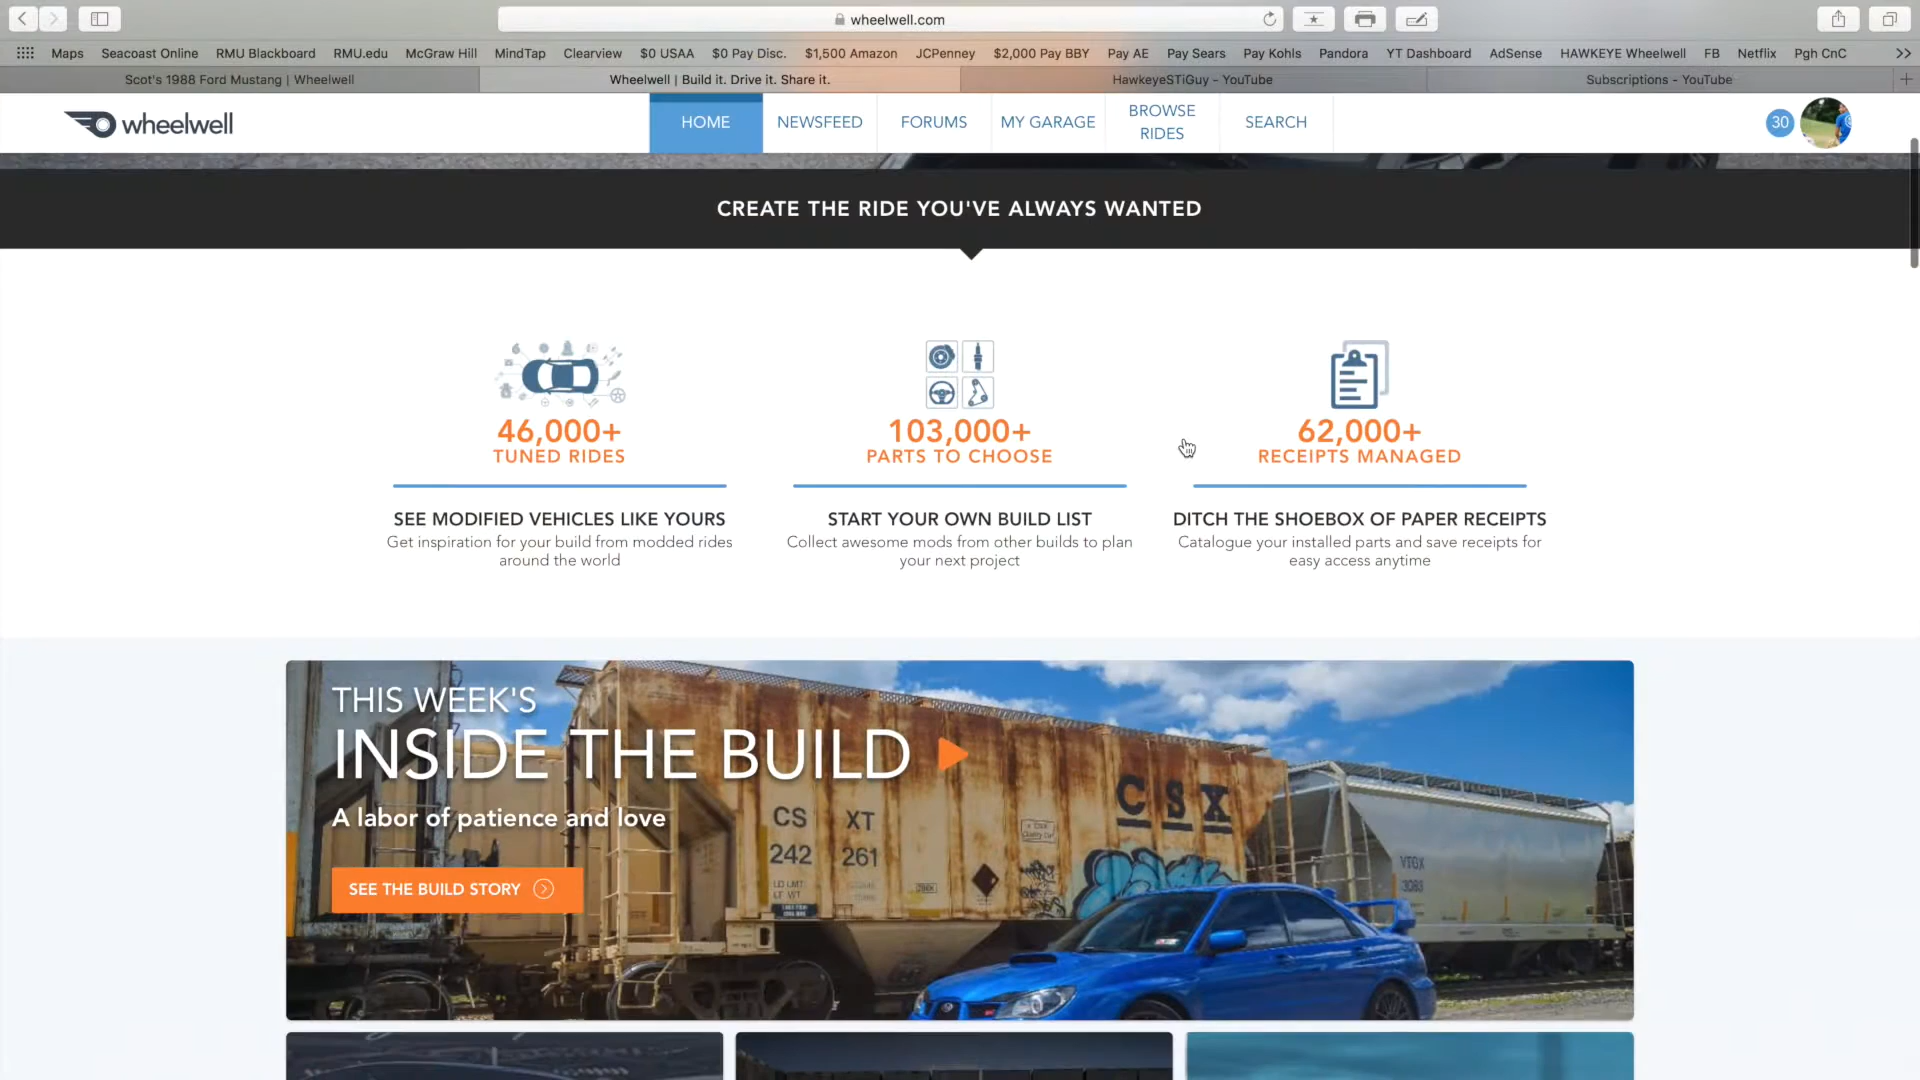 wheelwell.com
Maps Seacoast Online RMU Blackboard RMU.edu McGraw Hill MindTap Clearview $0 USAA $0 Pay Disc. $1,500 Amazon JCPenney $2,000 Pay BBY Pay AE Pay Sears Pay Kohls Pandora YT Dashboard AdSense HAWKEYE Wheelwell FB Netflix Pgh CnC >>
Scot's 1988 Ford Mustang | Wheelwell
Wheelwell | Build it. Drive it. Share it.
HawkeyeSTiGuy - YouTube
Subscriptions - YouTube
wheelwell
HOME
NEWSFEED
FORUMS
MY GARAGE
BROWSE
RIDES
SEARCH
30
CREATE THE RIDE YOU'VE ALWAYS WANTED
46,000+
TUNED RIDES
SEE MODIFIED VEHICLES LIKE YOURS
Get inspiration for your build from modded rides
around the world
103,000+
PARTS TO CHOOSE
START YOUR OWN BUILD LIST
Collect awesome mods from other builds to plan
your next project
62,000+
RECEIPTS MANAGED
DITCH THE SHOEBOX OF PAPER RECEIPTS
Catalogue your installed parts and save receipts for
easy access anytime
THIS WEEK'S
INSIDE THE BUILD
A labor of patience and love
SEE THE BUILD STORY
CSX
CS XT
242 261
LD LMT
LT WT
VTGX
3083